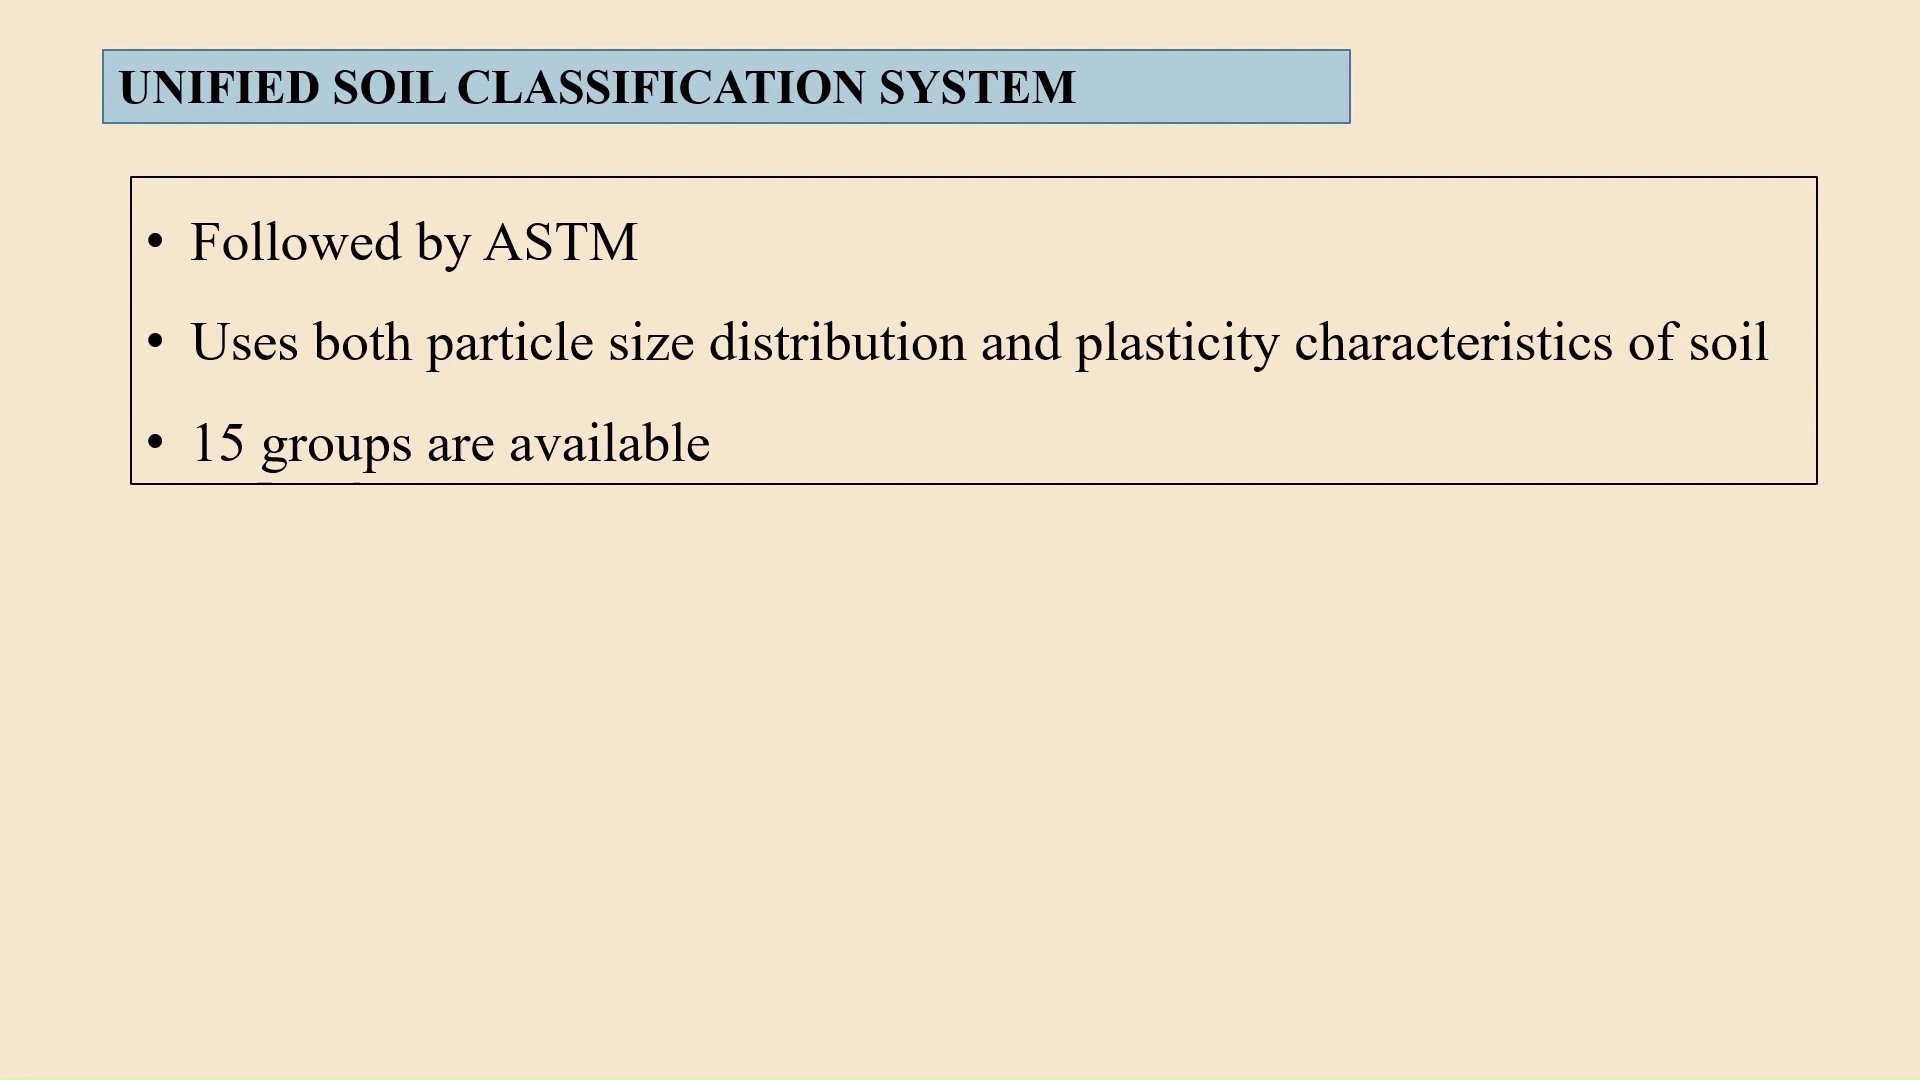 UNIFIED SOIL CLASSIFICATION SYSTEM
• Followed by ASTM
• Uses both particle size distribution and plasticity characteristics of soil
• 15 groups are available